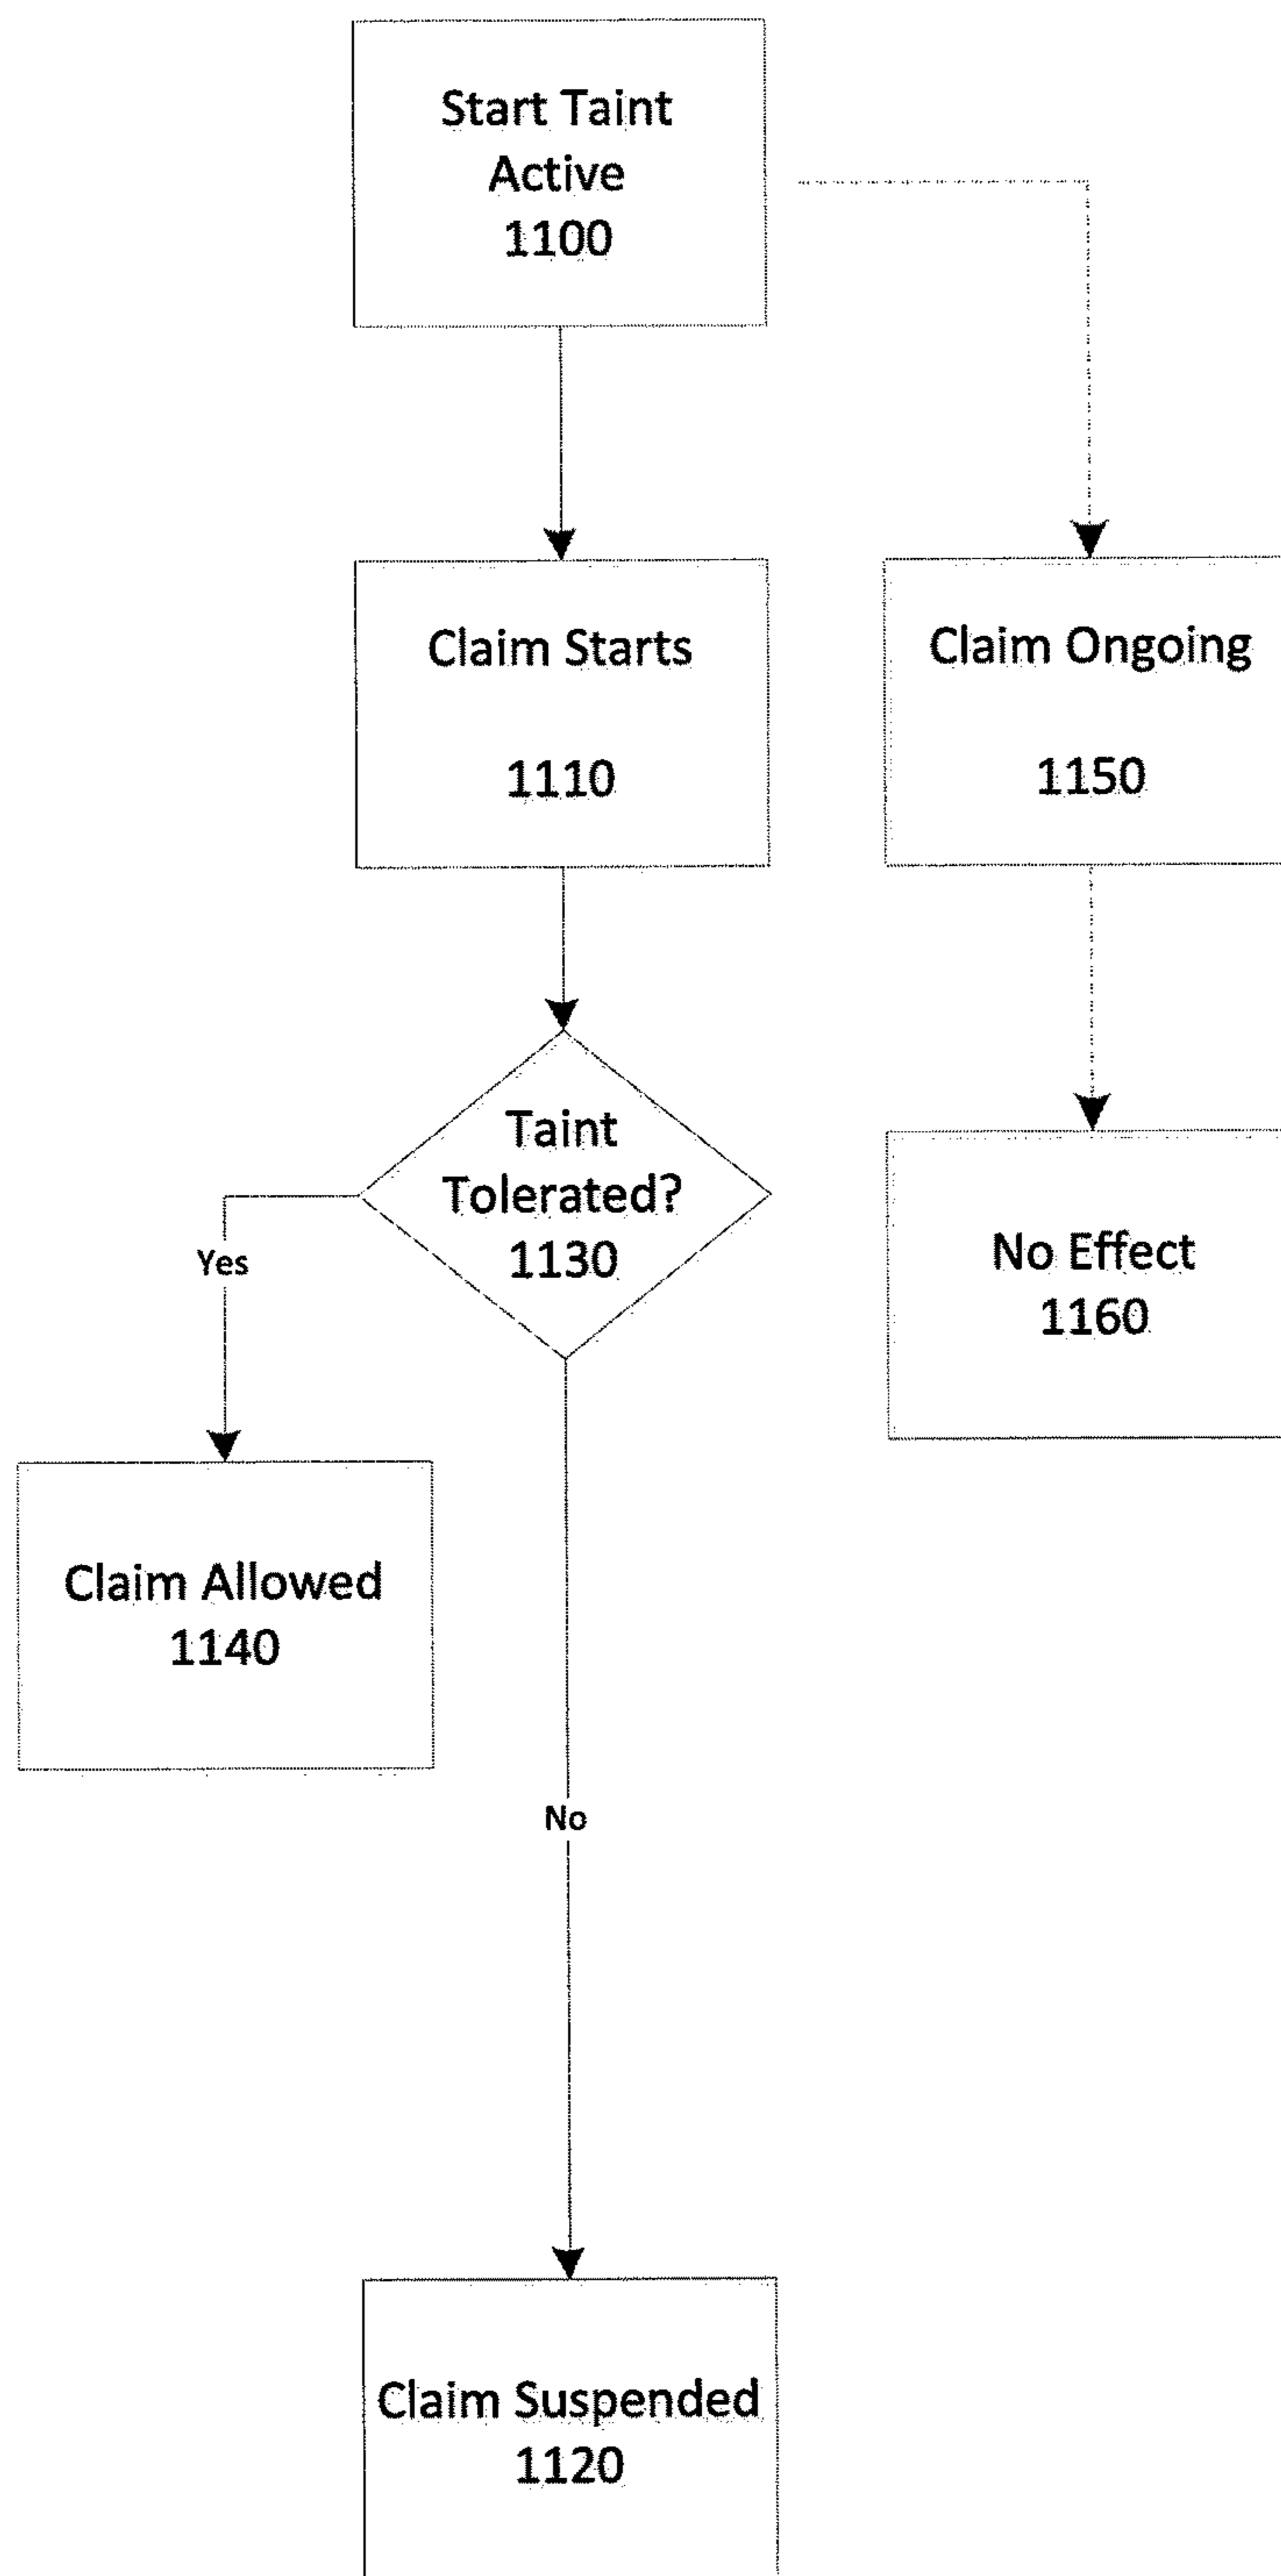 Start Taint
Active
1100
Claim Starts
1110
Claim Ongoing
1150
Taint
Tolerated?
1130
Yes
No Effect
1160
Claim Allowed
1140
No
Claim Suspended
1120